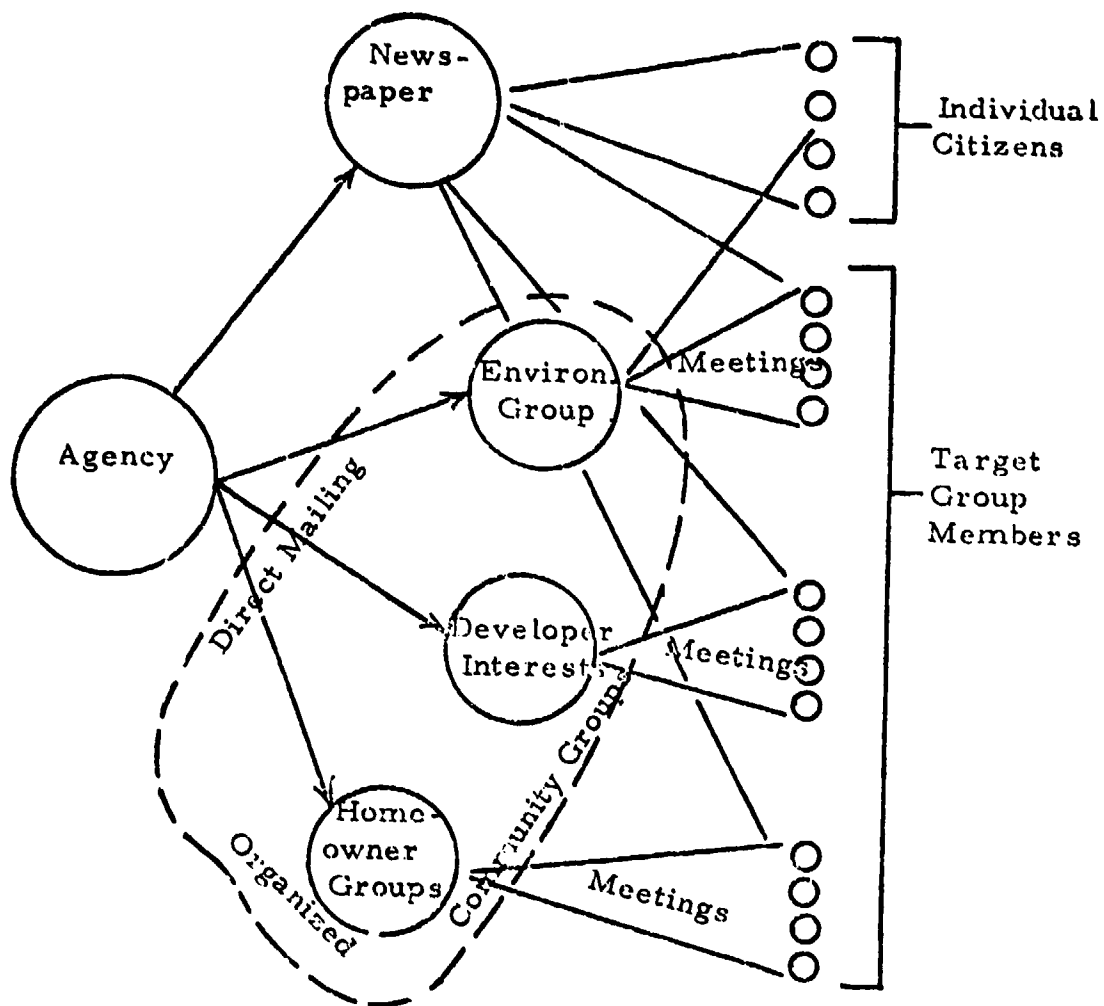 News-
paper
Individual
Citizens
Environ.
Group
Meetings
Agency
Target
Group
Members
Direct Mailing
Developer
Interests
Meetings
Home-
owner
Groups
Meetings
Organized
Community Groups